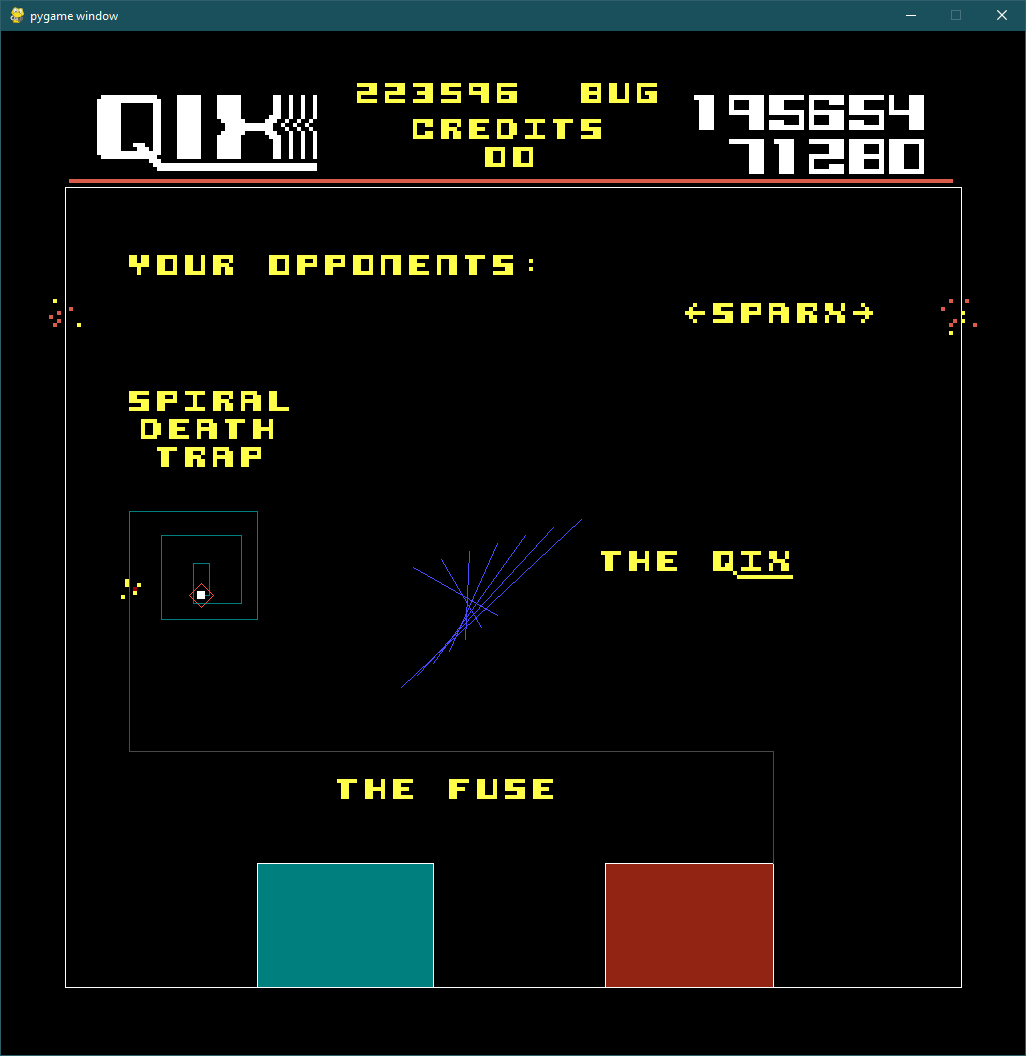 pygame window
QIX
223596 BUG
CREDITS
00
195654
71280
YOUR OPPONENTS:
←SPARX→
SPIRAL
DEATH
TRAP
THE QIX
THE FUSE